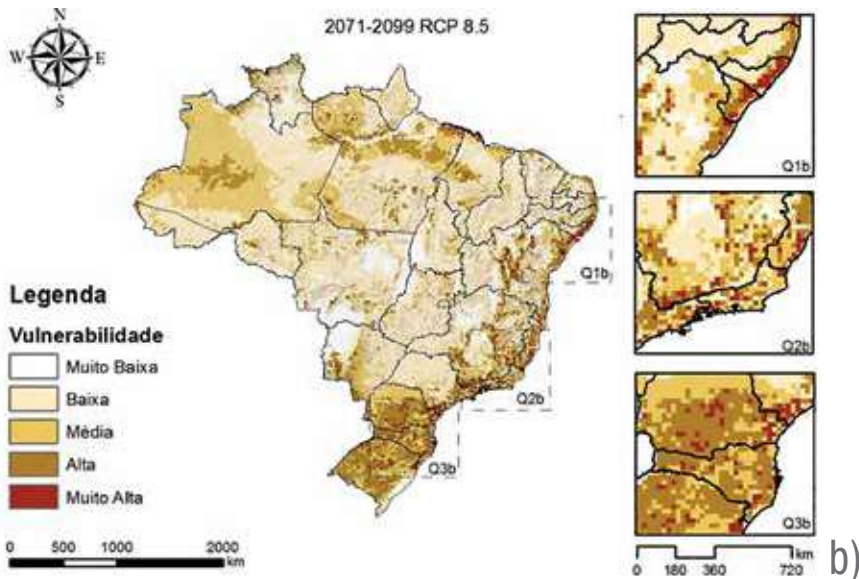 2071-2099 RCP 8.5
N
W E
S
Q1b
Q2b
Q3b
Legenda
Vulnerabilidade
Muito Baixa
Baixa
Média
Alta
Muito Alta
0 500 1000 2000
km
Q1b
Q2b
Q3b
km
0 180 360 720
b)